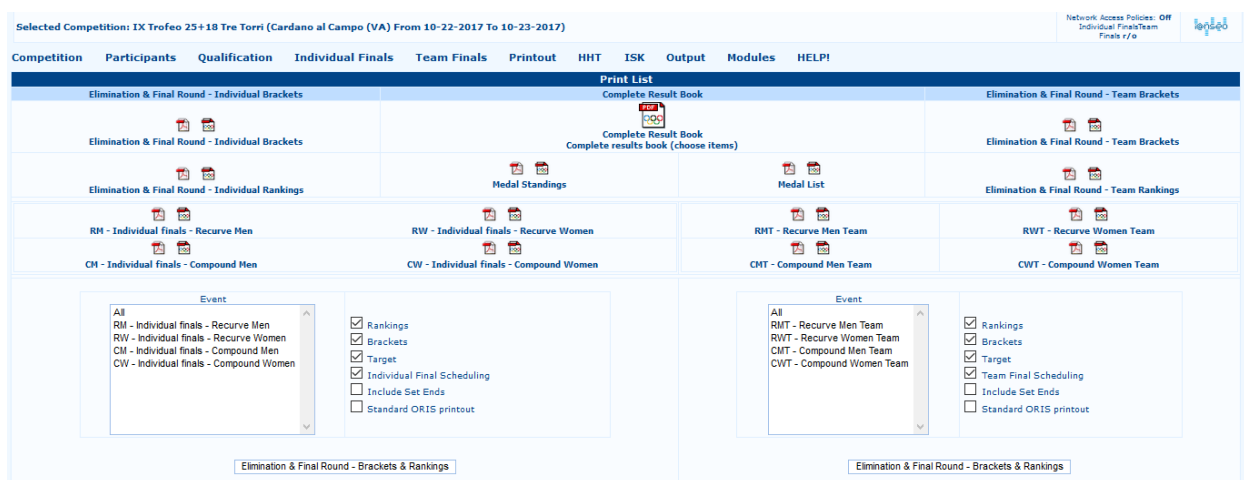 Selected Competition: IX Trofeo 25+18 Tre Torri (Cardano al Campo (VA) From 10-22-2017 To 10-23-2017)
Network Access Policies: Off
Individual FinalsTeam
Finals r/o
ianseo
Competition Participants Qualification Individual Finals Team Finals Printout HHT ISK Output Modules HELP!
Print List
Elimination & Final Round - Individual Brackets Complete Result Book Elimination & Final Round - Team Brackets
PDF
Elimination & Final Round - Individual Brackets Complete Result Book Elimination & Final Round - Team Brackets
Complete results book (choose items)
Elimination & Final Round - Individual Rankings Medal Standings Medal List Elimination & Final Round - Team Rankings
RM - Individual finals - Recurve Men RW - Individual finals - Recurve Women RMT - Recurve Men Team RWT - Recurve Women Team
CM - Individual finals - Compound Men CW - Individual finals - Compound Women CMT - Compound Men Team CWT - Compound Women Team
Event
All
RM - Individual finals - Recurve Men
RW - Individual finals - Recurve Women
CM - Individual finals - Compound Men
CW - Individual finals - Compound Women
Rankings
Brackets
Target
Individual Final Scheduling
Include Set Ends
Standard ORIS printout
Elimination & Final Round - Brackets & Rankings
Event
All
RMT - Recurve Men Team
RWT - Recurve Women Team
CMT - Compound Men Team
CWT - Compound Women Team
Rankings
Brackets
Target
Team Final Scheduling
Include Set Ends
Standard ORIS printout
Elimination & Final Round - Brackets & Rankings